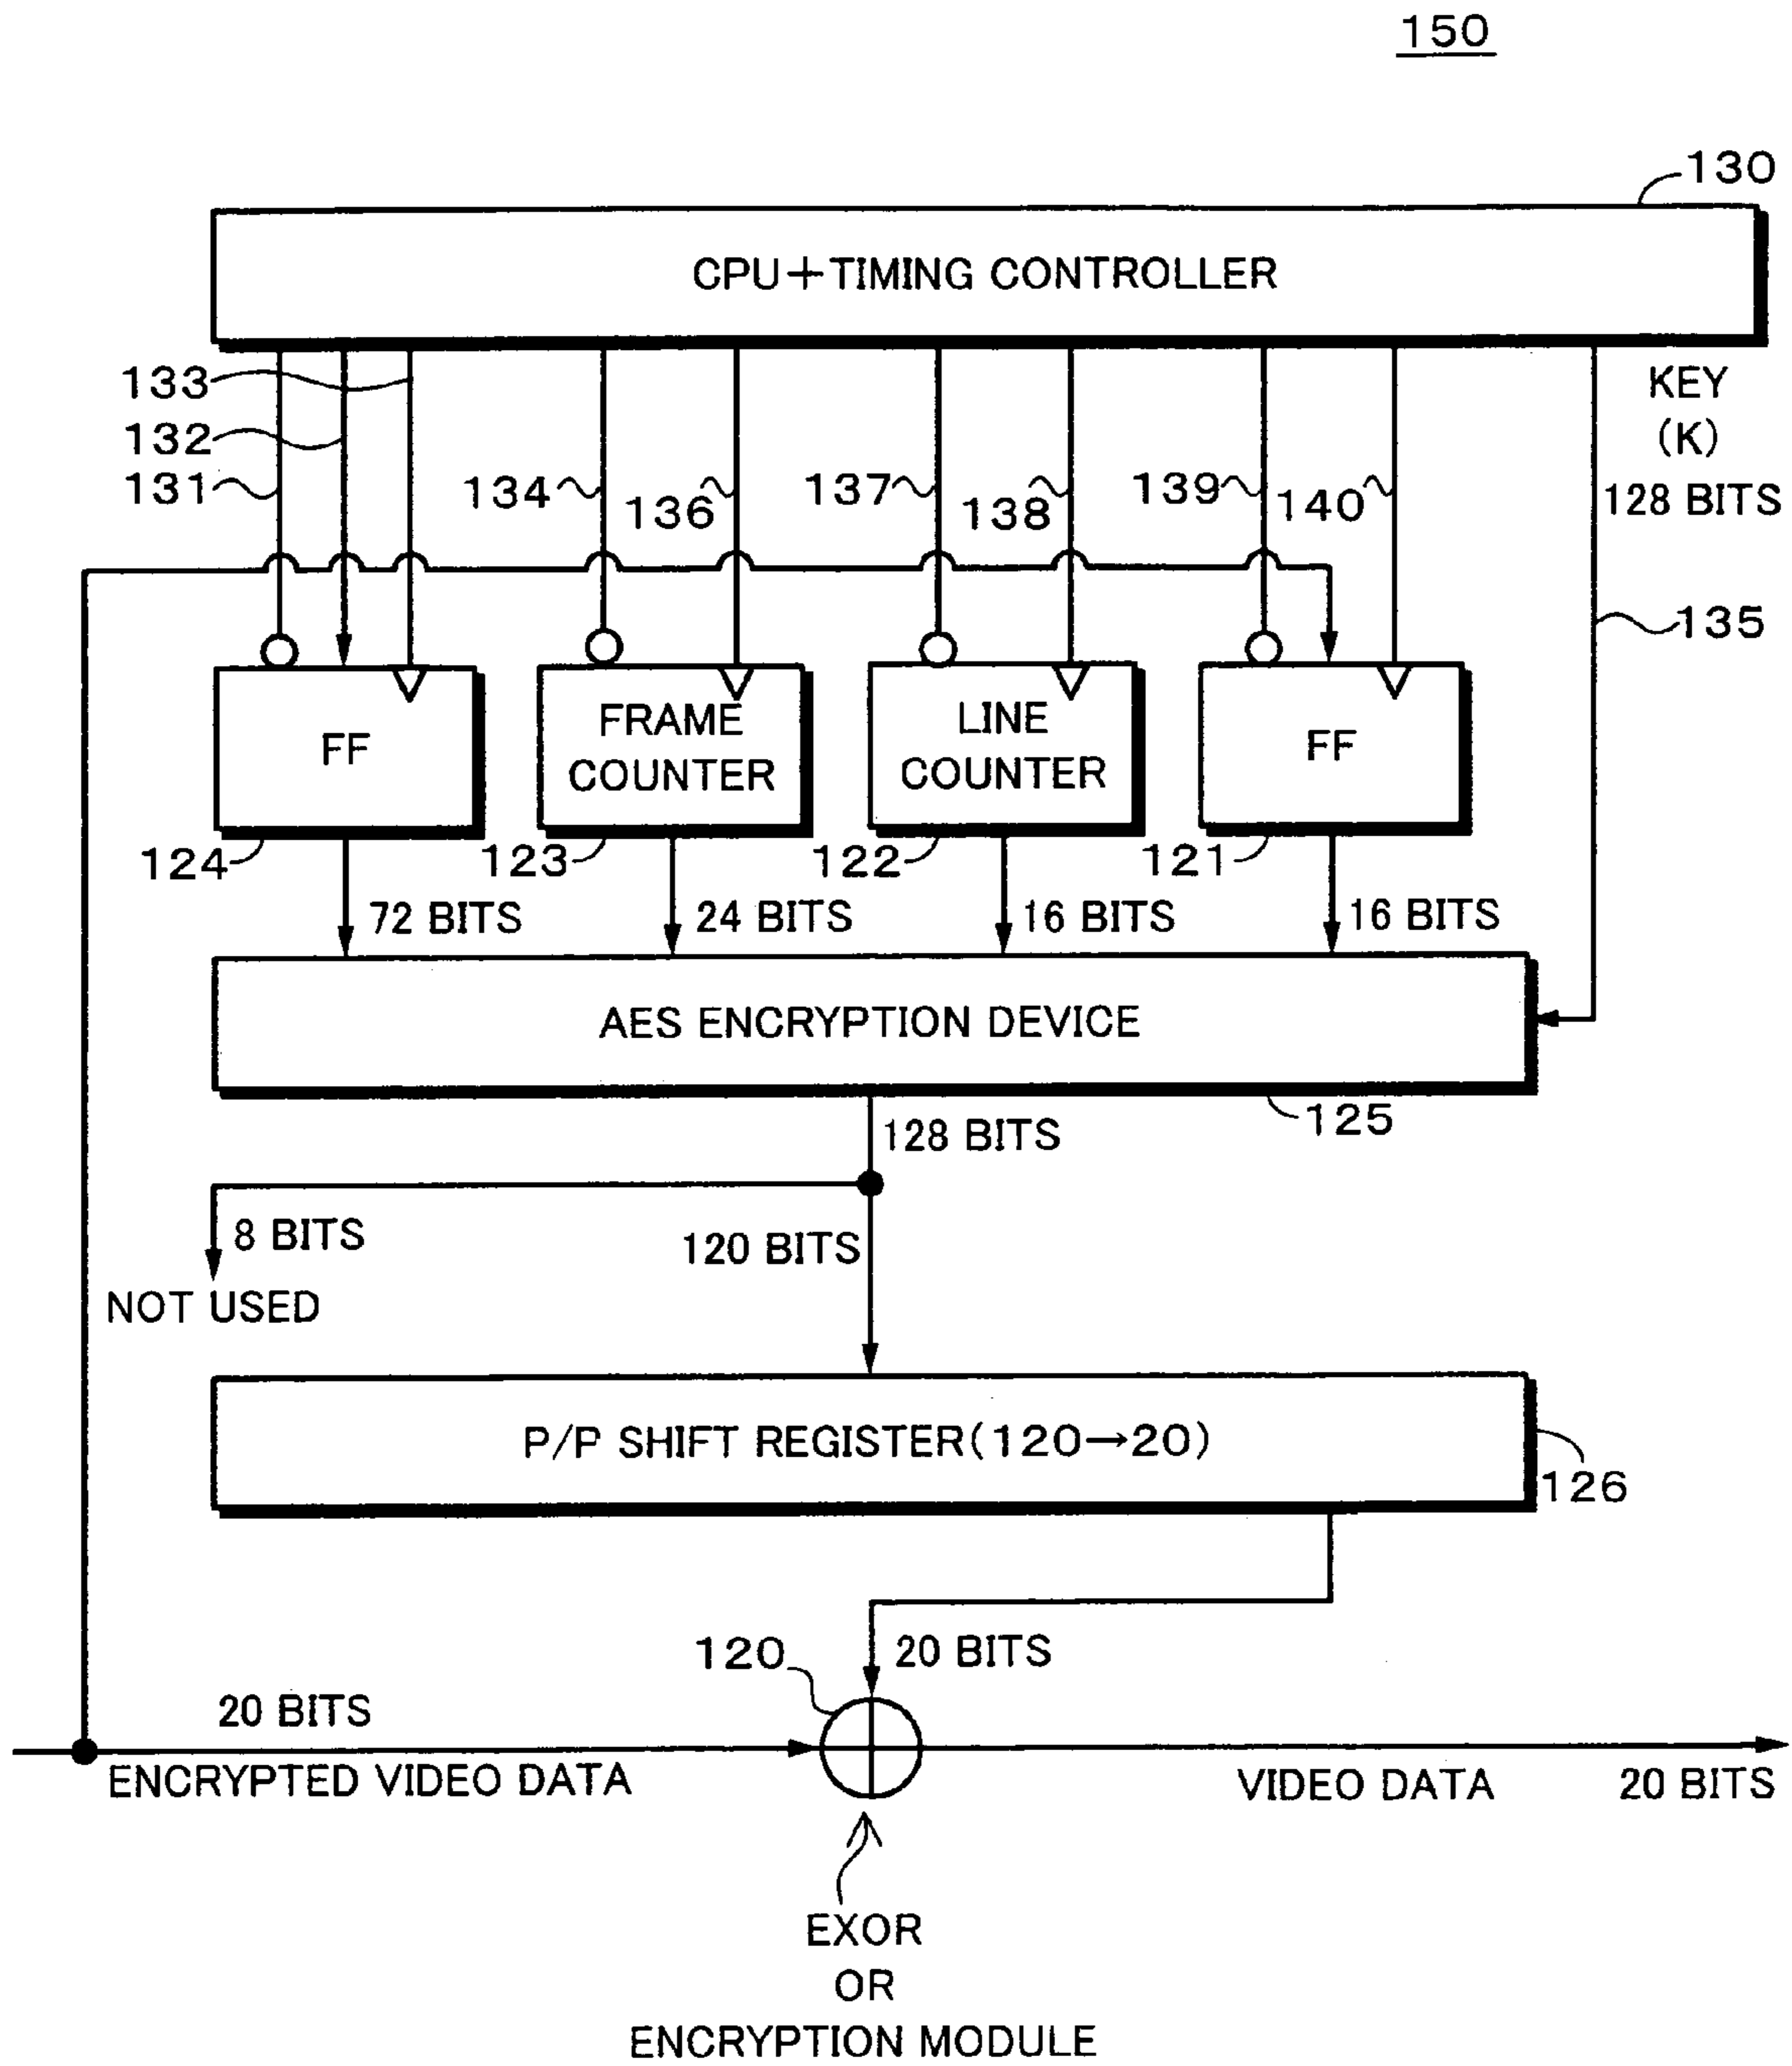 150
130
CPU+TIMING CONTROLLER
133
132
131
134
136
137
138
139
140
KEY
(K)
128 BITS
135
FF
FRAME
COUNTER
LINE
COUNTER
FF
124
123
122
121
72 BITS
24 BITS
16 BITS
16 BITS
AES ENCRYPTION DEVICE
125
128 BITS
8 BITS
120 BITS
NOT USED
P/P SHIFT REGISTER(120→20)
126
120
20 BITS
20 BITS
ENCRYPTED VIDEO DATA
VIDEO DATA
20 BITS
EXOR
OR
ENCRYPTION MODULE